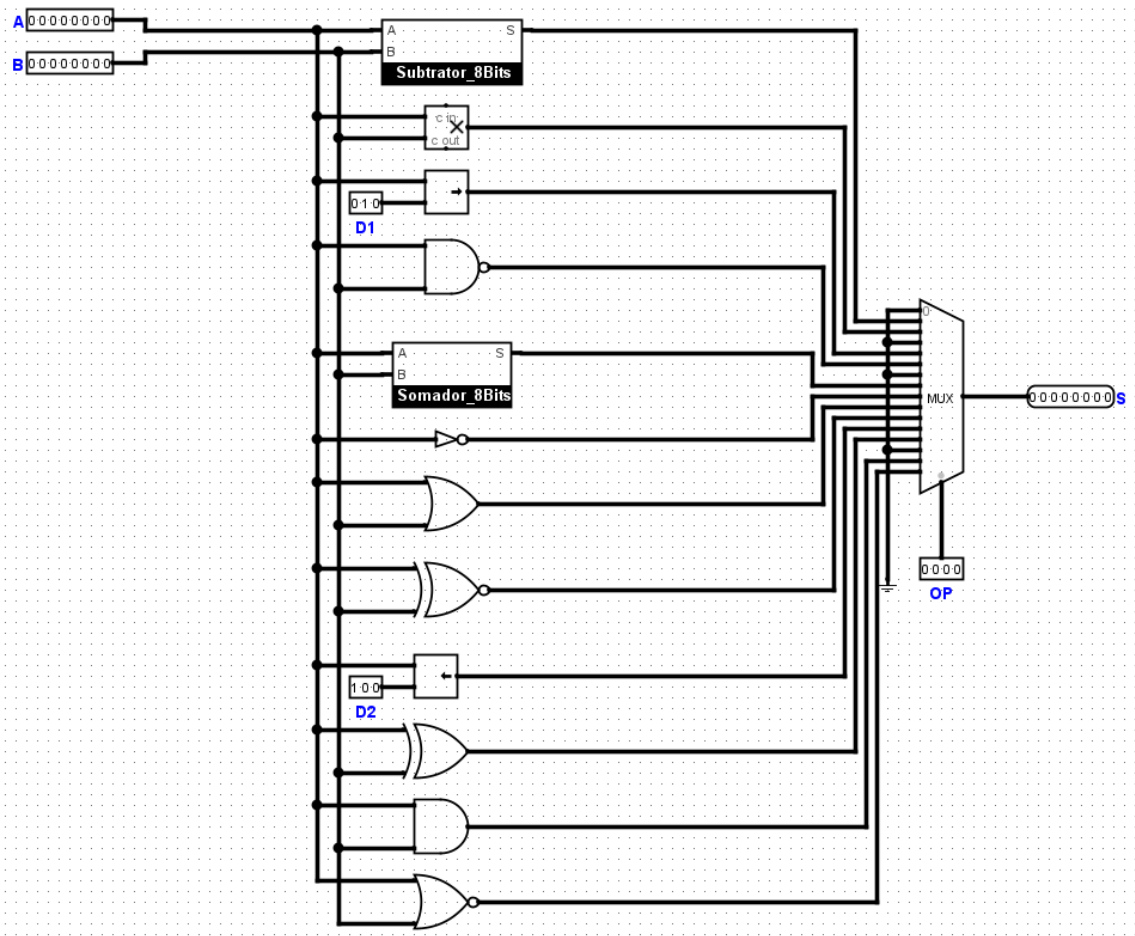 A 00000000
B 00000000
A S
B
Subtrator_8Bits
c in
c out
010
D1
A S
B
Somador_8Bits
0
MUX
00000000 S
0000
OP
100
D2